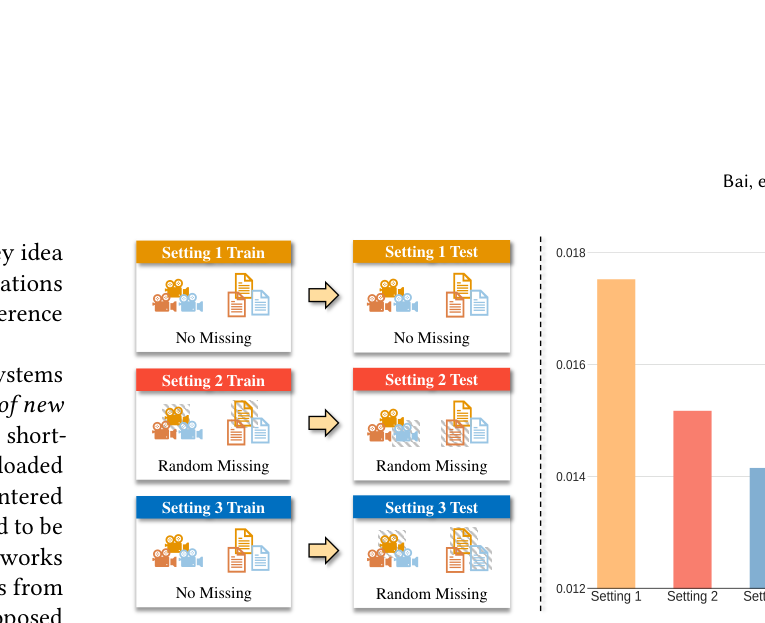 Bai, e
ey idea
ations
erence
ystems
of new
short-
loaded
ntered
d to be
works
s from
posed
Setting 1 Train
No Missing
Setting 1 Test
No Missing
Setting 2 Train
Random Missing
Setting 2 Test
Random Missing
Setting 3 Train
No Missing
Setting 3 Test
Random Missing
0.018
0.016
0.014
0.012
Setting 1
Setting 2
Sett